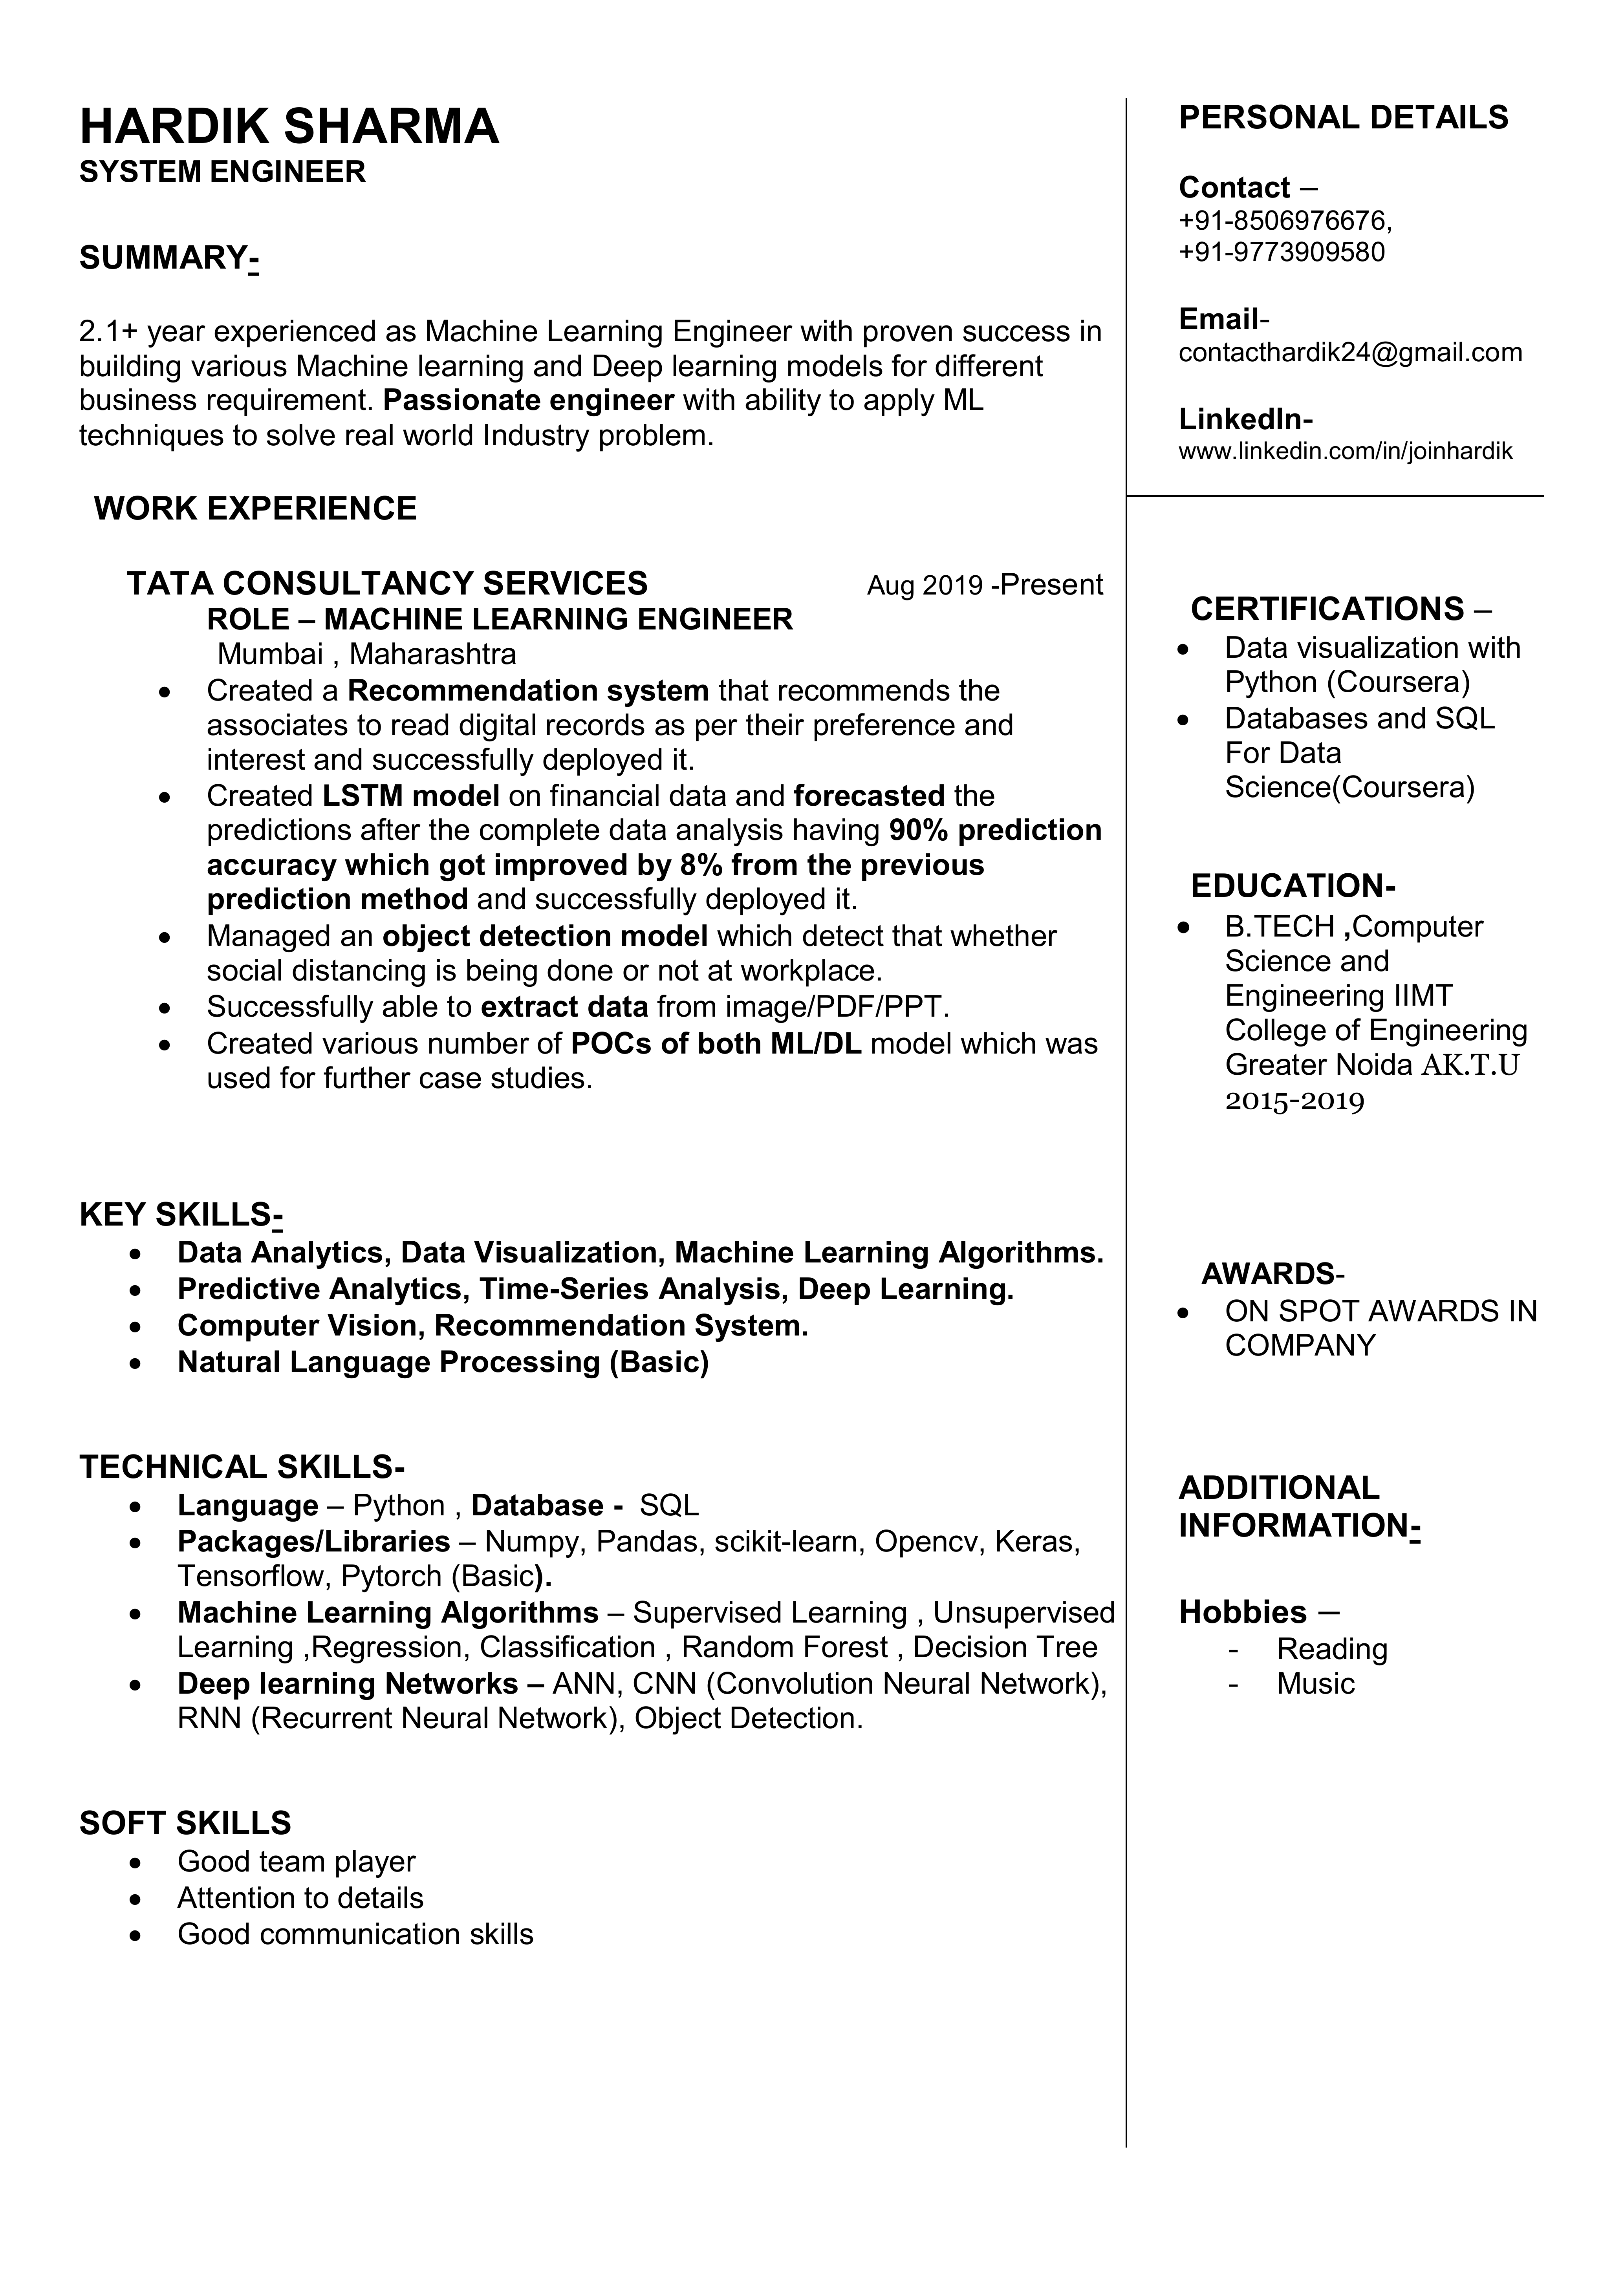 HARDIK SHARMA
SYSTEM ENGINEER
SUMMARY-
2.1+ year experienced as Machine Learning Engineer with proven success in
building various Machine learning and Deep learning models for different
business requirement. Passionate engineer with ability to apply ML
techniques to solve real world Industry problem.
WORK EXPERIENCE
TATA CONSULTANCY SERVICES Aug 2019 -Present
ROLE – MACHINE LEARNING ENGINEER
Mumbai , Maharashtra
• Created a Recommendation system that recommends the
associates to read digital records as per their preference and
interest and successfully deployed it.
• Created LSTM model on financial data and forecasted the
predictions after the complete data analysis having 90% prediction
accuracy which got improved by 8% from the previous
prediction method and successfully deployed it.
• Managed an object detection model which detect that whether
social distancing is being done or not at workplace.
• Successfully able to extract data from image/PDF/PPT.
• Created various number of POCs of both ML/DL model which was
used for further case studies.
KEY SKILLS-
• Data Analytics, Data Visualization, Machine Learning Algorithms.
• Predictive Analytics, Time-Series Analysis, Deep Learning.
• Computer Vision, Recommendation System.
• Natural Language Processing (Basic)
TECHNICAL SKILLS-
• Language – Python , Database - SQL
• Packages/Libraries – Numpy, Pandas, scikit-learn, Opencv, Keras,
Tensorflow, Pytorch (Basic).
• Machine Learning Algorithms – Supervised Learning , Unsupervised
Learning ,Regression, Classification , Random Forest , Decision Tree
• Deep learning Networks – ANN, CNN (Convolution Neural Network),
RNN (Recurrent Neural Network), Object Detection.
SOFT SKILLS
• Good team player
• Attention to details
• Good communication skills
PERSONAL DETAILS
Contact –
+91-8506976676,
+91-9773909580
Email-
contacthardik24@gmail.com
LinkedIn-
www.linkedin.com/in/joinhardik
CERTIFICATIONS –
• Data visualization with
Python (Coursera)
• Databases and SQL
For Data
Science(Coursera)
EDUCATION-
• B.TECH ,Computer
Science and
Engineering IIMT
College of Engineering
Greater Noida AK.T.U
2015-2019
AWARDS-
• ON SPOT AWARDS IN
COMPANY
ADDITIONAL
INFORMATION-
Hobbies –
- Reading
- Music